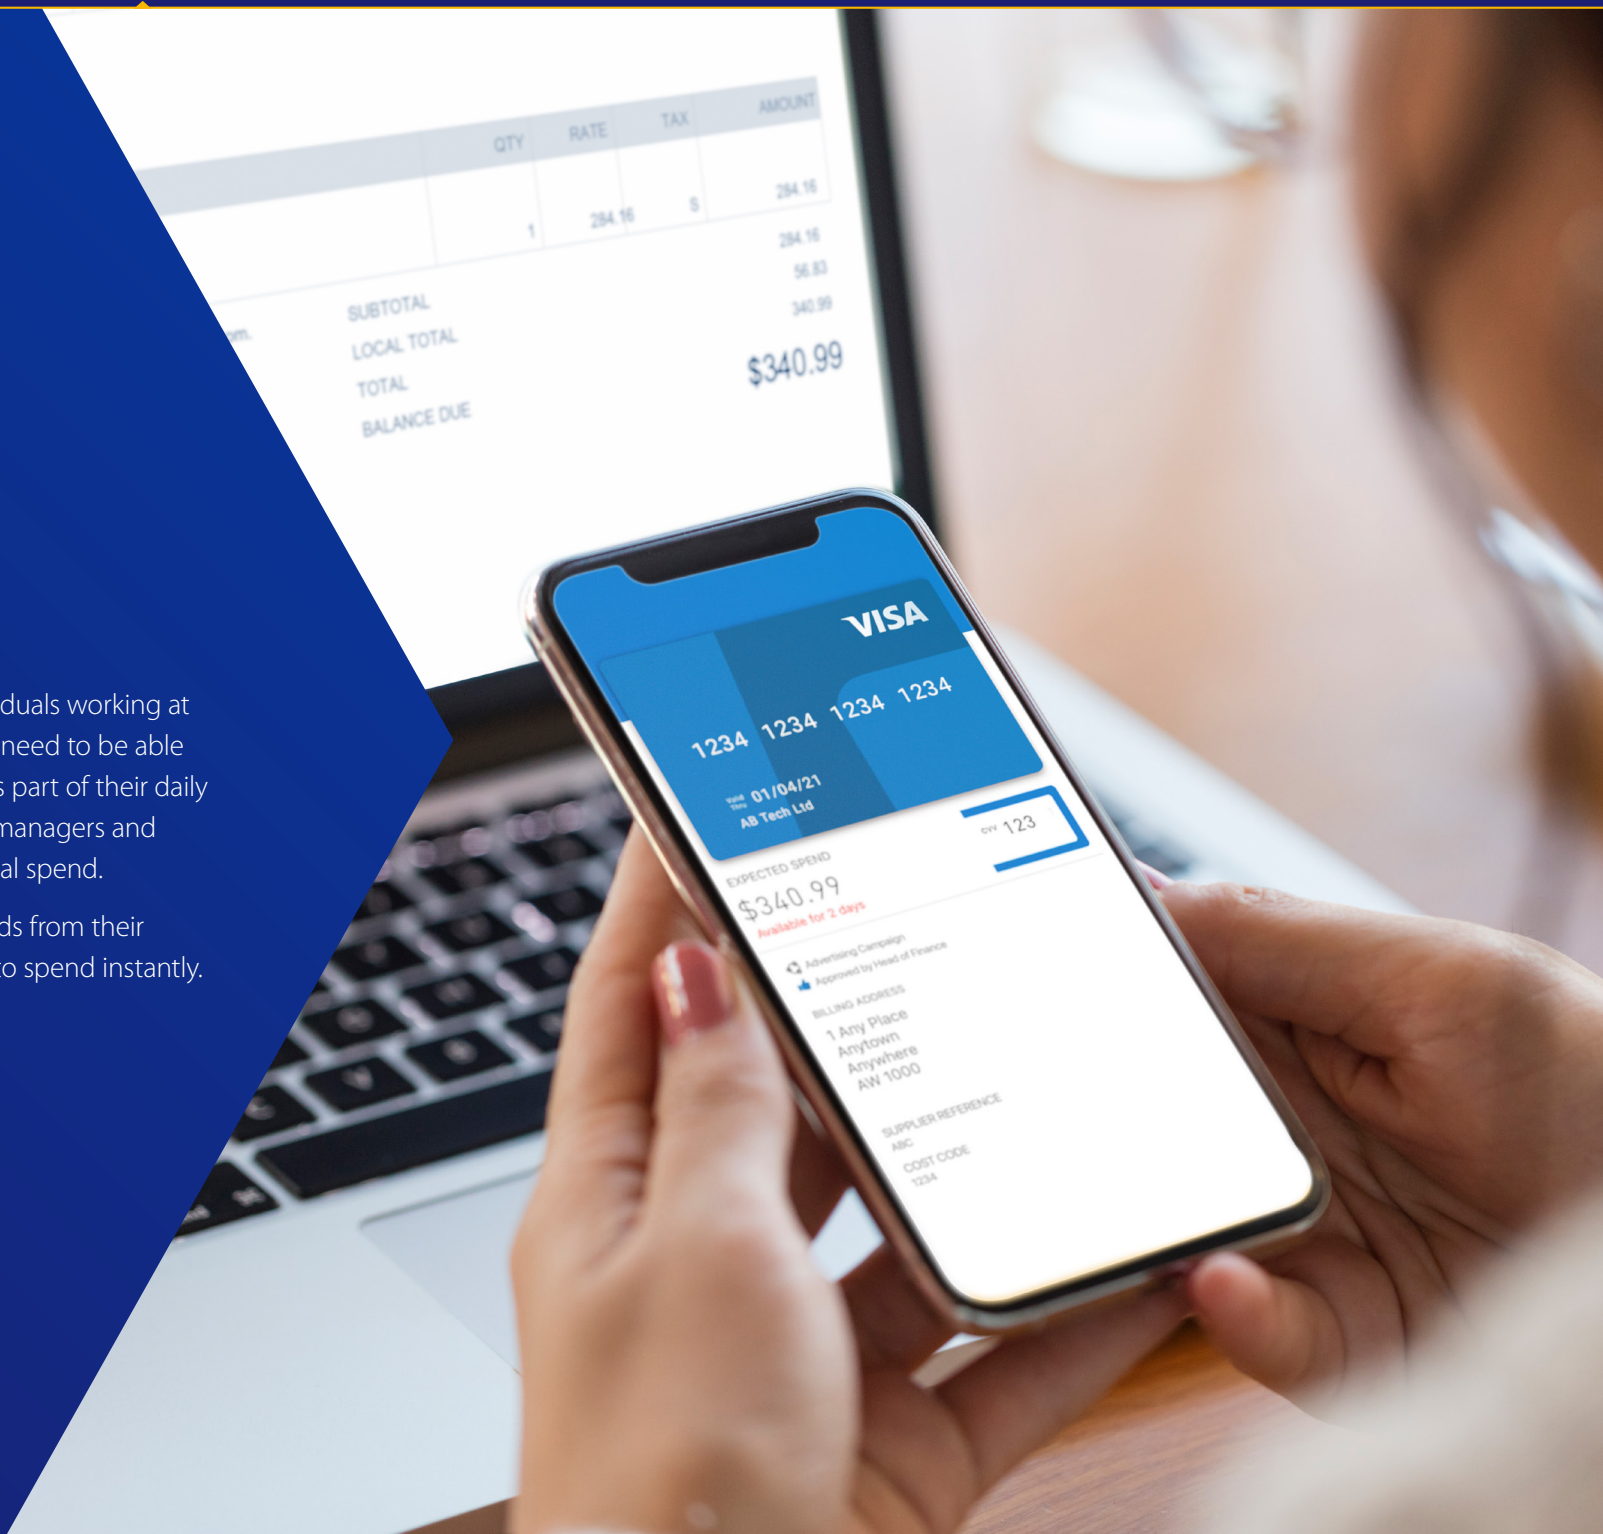 QTY RATE TAX AMOUNT
1 284.16 S 284.16
284.16
SUBTOTAL 56.83
LOCAL TOTAL 340.99
TOTAL $340.99
BALANCE DUE
om.
duals working at
need to be able
s part of their daily
managers and
al spend.
ds from their
to spend instantly.
VISA
1234 1234 1234 1234
Valid
Thru 01/04/21
AB Tech Ltd
CVV 123
EXPECTED SPEND
$340.99
Available for 2 days
Advertising Campaign
Approved by Head of Finance
BILLING ADDRESS
1 Any Place
Anytown
Anywhere
AW 1000
SUPPLIER REFERENCE
ABC
COST CODE
1234